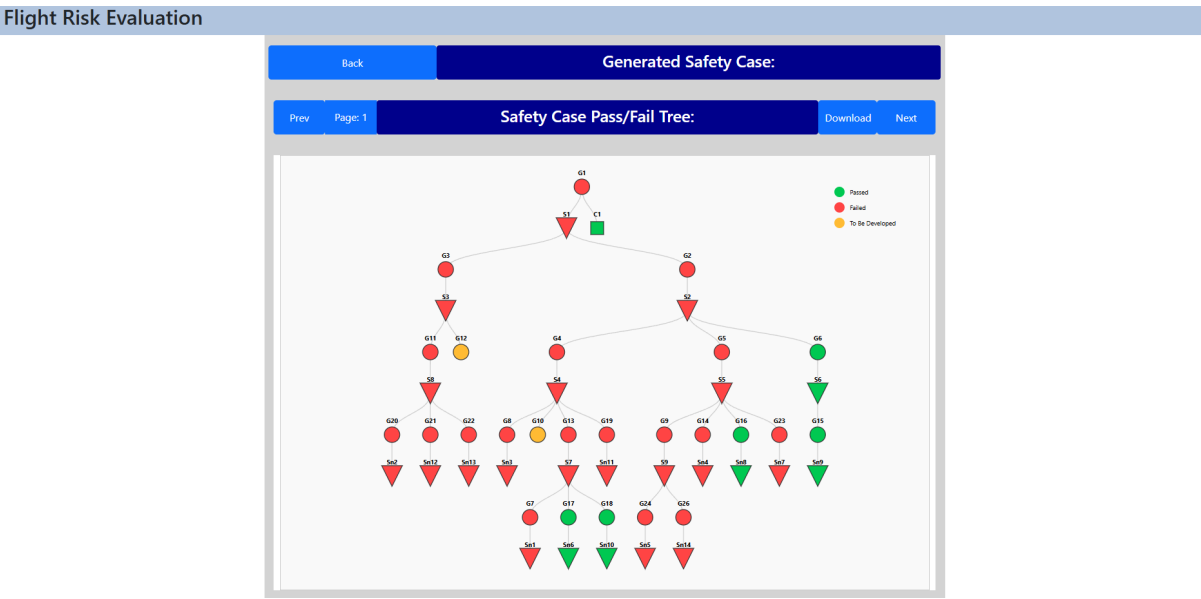 Flight Risk Evaluation
Back
Generated Safety Case:
Prev
Page: 1
Safety Case Pass/Fail Tree:
Download
Next
G1
Passed
Failed
To Be Developed
S1
C1
G3
G2
S3
S2
G11
G12
G4
G5
G6
S8
S4
S5
S6
G20
G21
G22
G8
G10
G13
G19
G9
G14
G16
G23
G15
Sn2
Sn12
Sn13
Sn3
S7
Sn11
S9
Sn4
Sn8
Sn7
Sn9
G7
G17
G18
G24
G26
Sn1
Sn6
Sn10
Sn5
Sn14